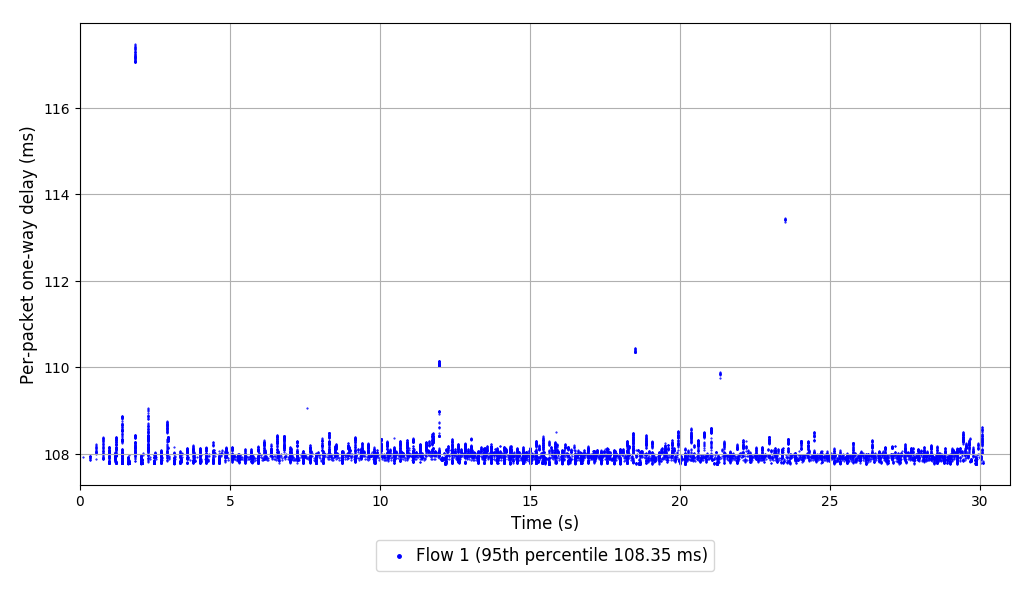 Per-packet one-way delay (ms)
116
114
112
110
108
0 5 10 15 20 25 30
Time (s)
Flow 1 (95th percentile 108.35 ms)